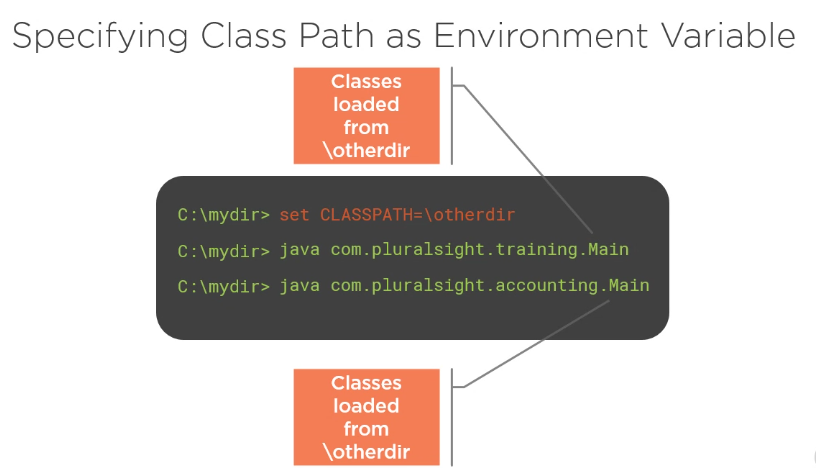 Specifying Class Path as Environment Variable
Classes
loaded
from
\otherdir
C:\mydir> set CLASSPATH=\otherdir
C:\mydir> java com.pluralsight.training.Main
C:\mydir> java com.pluralsight.accounting.Main
Classes
loaded
from
\otherdir